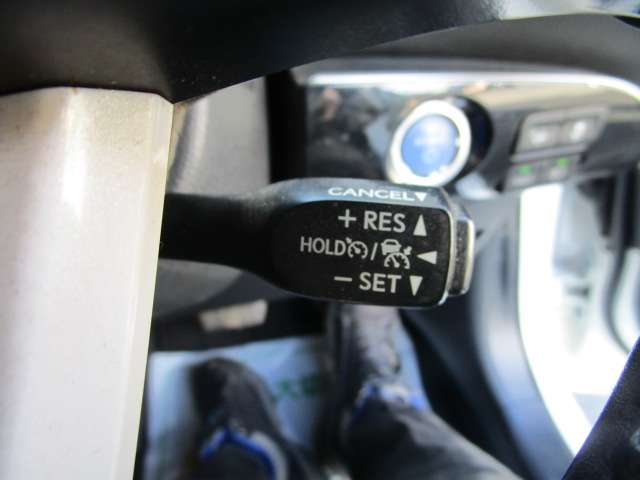 CANCEL▼
+ RES ▲
HOLD / ◀
− SET ▼